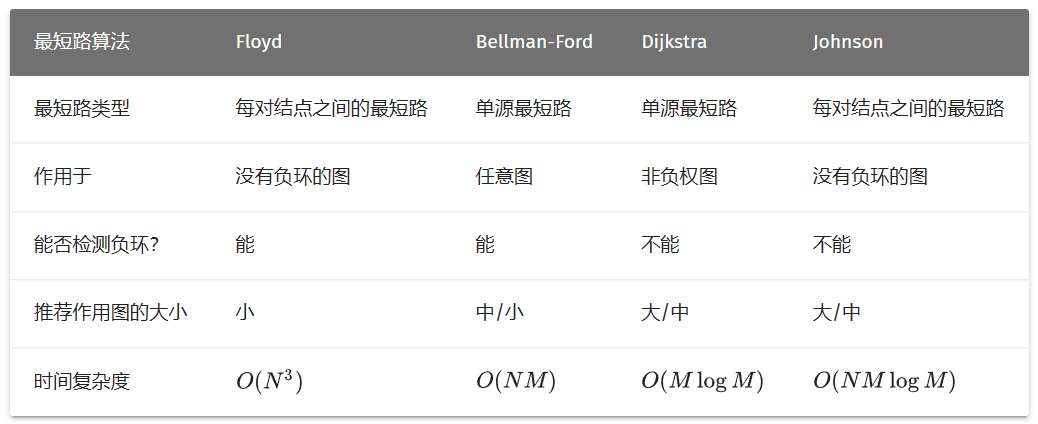 最短路算法 Floyd Bellman-Ford Dijkstra Johnson
最短路类型 每对结点之间的最短路 单源最短路 单源最短路 每对结点之间的最短路
作用于 没有负环的图 任意图 非负权图 没有负环的图
能否检测负环？ 能 能 不能 不能
推荐作用图的大小 小 中/小 大/中 大/中
时间复杂度 O(N³) O(NM) O(M log M) O(NM log M)